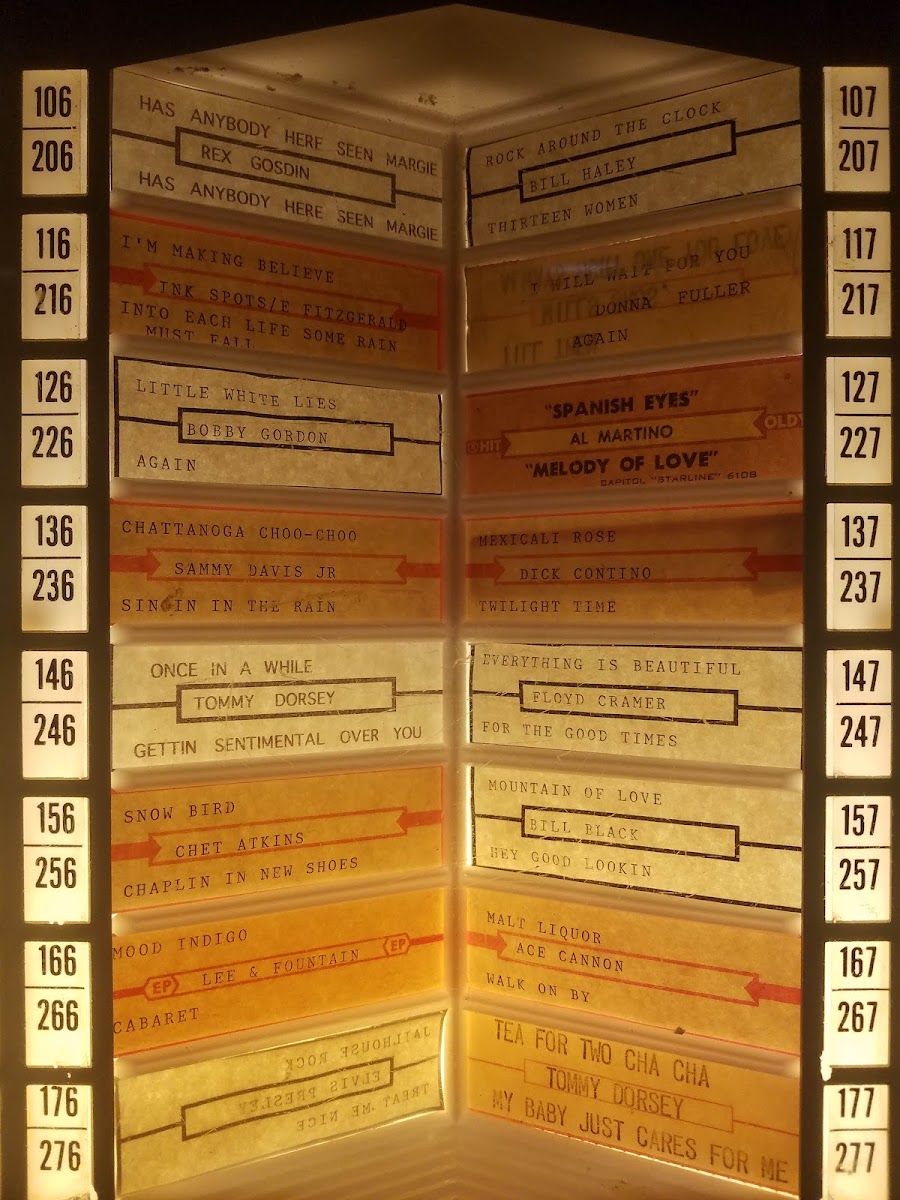 106
206
HAS ANYBODY HERE SEEN MARGIE
REX GOSDIN
HAS ANYBODY HERE SEEN MARGIE
ROCK AROUND THE CLOCK
BILL HALEY
THIRTEEN WOMEN
107
207
116
216
I'M MAKING BELIEVE
INK SPOTS/E FITZGERALD
INTO EACH LIFE SOME RAIN
MUST FALL
I WILL WAIT FOR YOU
DONNA FULLER
AGAIN
117
217
126
226
LITTLE WHITE LIES
BOBBY GORDON
AGAIN
"SPANISH EYES"
HIT
AL MARTINO
OLD
"MELODY OF LOVE"
CAPITOL "STARLINE" 6108
127
227
136
236
CHATTANOGA CHOO-CHOO
SAMMY DAVIS JR
SINGIN IN THE RAIN
MEXICALI ROSE
DICK CONTINO
TWILIGHT TIME
137
237
146
246
ONCE IN A WHILE
TOMMY DORSEY
GETTIN SENTIMENTAL OVER YOU
EVERYTHING IS BEAUTIFUL
FLOYD CRAMER
FOR THE GOOD TIMES
147
247
156
256
SNOW BIRD
CHET ATKINS
CHAPLIN IN NEW SHOES
MOUNTAIN OF LOVE
BILL BLACK
HEY GOOD LOOKIN
157
257
166
266
MOOD INDIGO
EP LEE & FOUNTAIN EP
CABARET
MALT LIQUOR
ACE CANNON
WALK ON BY
167
267
176
276
JAILHOUSE ROCK
ELVIS PRESLEY
TREAT ME NICE
TEA FOR TWO CHA CHA
TOMMY DORSEY
MY BABY JUST CARES FOR ME
177
277